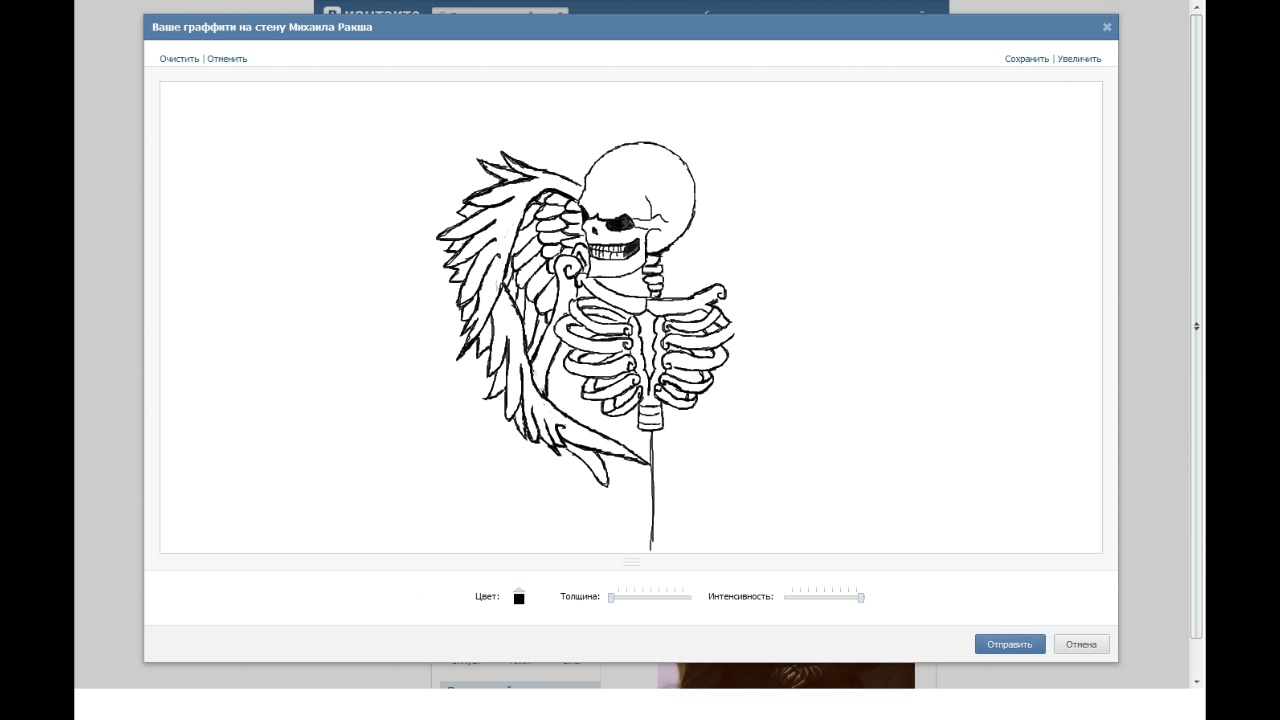 Ваше граффити на стену Михаила Ракша
Очистить | Отменить
Сохранить | Увеличить
Цвет:
Толщина:
Интенсивность:
Отправить
Отмена